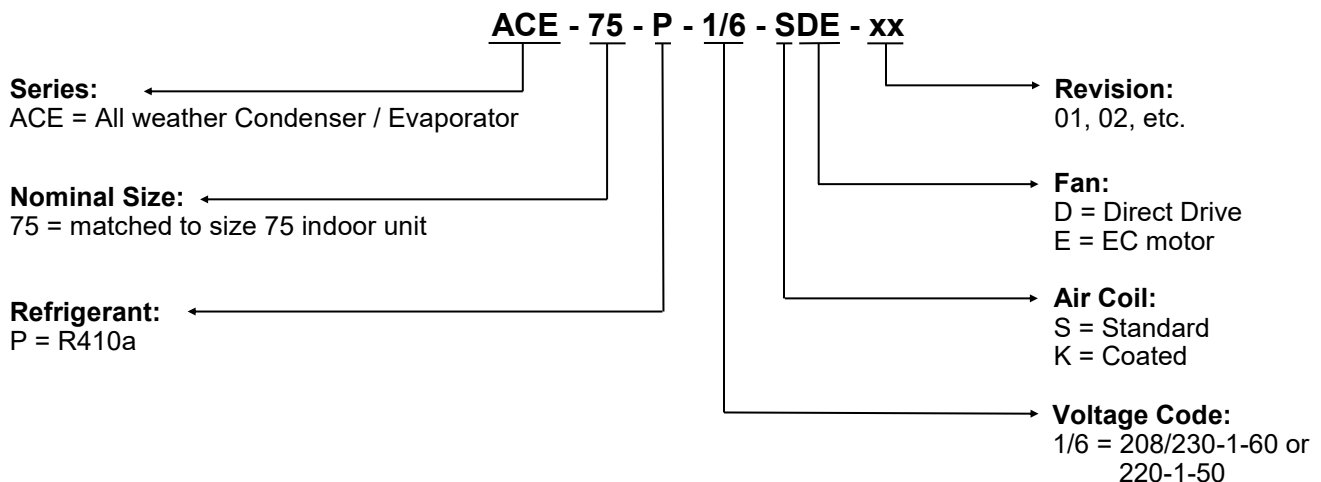 ACE - 75 - P - 1/6 - SDE - xx
Series:
ACE = All weather Condenser / Evaporator
Nominal Size:
75 = matched to size 75 indoor unit
Refrigerant:
P = R410a
Revision:
01, 02, etc.
Fan:
D = Direct Drive
E = EC motor
Air Coil:
S = Standard
K = Coated
Voltage Code:
1/6 = 208/230-1-60 or
220-1-50